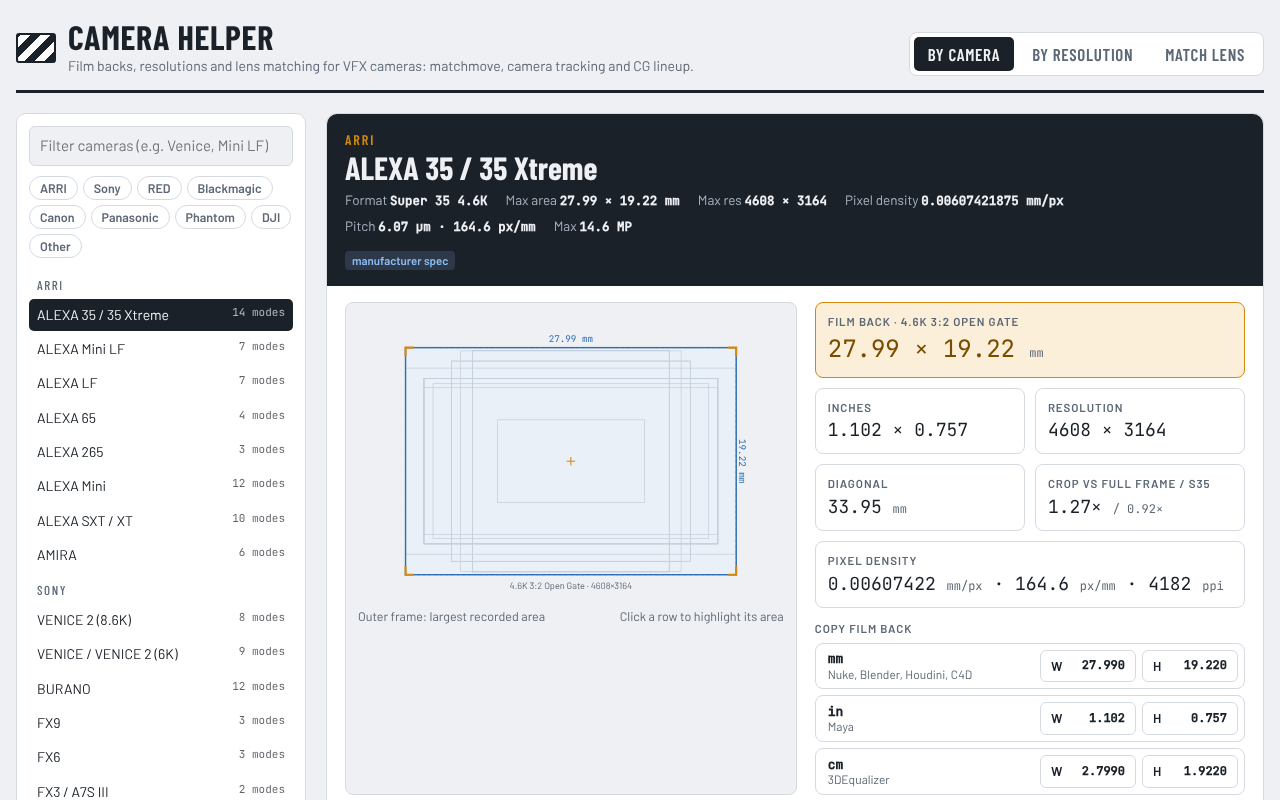 CAMERA HELPER
Film backs, resolutions and lens matching for VFX cameras: matchmove, camera tracking and CG lineup.
BY CAMERA
BY RESOLUTION
MATCH LENS
Filter cameras (e.g. Venice, Mini LF)
ARRI Sony RED Blackmagic
Canon Panasonic Phantom DJI
Other
ARRI
ALEXA 35 / 35 Xtreme 14 modes
ALEXA Mini LF 7 modes
ALEXA LF 7 modes
ALEXA 65 4 modes
ALEXA 265 3 modes
ALEXA Mini 12 modes
ALEXA SXT / XT 10 modes
AMIRA 6 modes
SONY
VENICE 2 (8.6K) 8 modes
VENICE / VENICE 2 (6K) 9 modes
BURANO 12 modes
FX9 3 modes
FX6 3 modes
FX3 / A7S III 2 modes
ARRI
ALEXA 35 / 35 Xtreme
Format Super 35 4.6K Max area 27.99 × 19.22 mm Max res 4608 × 3164 Pixel density 0.00607421875 mm/px
Pitch 6.07 µm · 164.6 px/mm Max 14.6 MP
manufacturer spec
27.99 mm
19.22 mm
4.6K 3:2 Open Gate · 4608×3164
Outer frame: largest recorded area Click a row to highlight its area
FILM BACK · 4.6K 3:2 OPEN GATE
27.99 × 19.22 mm
INCHES
1.102 × 0.757
RESOLUTION
4608 × 3164
DIAGONAL
33.95 mm
CROP VS FULL FRAME / S35
1.27× / 0.92×
PIXEL DENSITY
0.00607422 mm/px · 164.6 px/mm · 4182 ppi
COPY FILM BACK
mm
Nuke, Blender, Houdini, C4D
W 27.990 H 19.220
in
Maya
W 1.102 H 0.757
cm
3DEqualizer
W 2.7990 H 1.9220